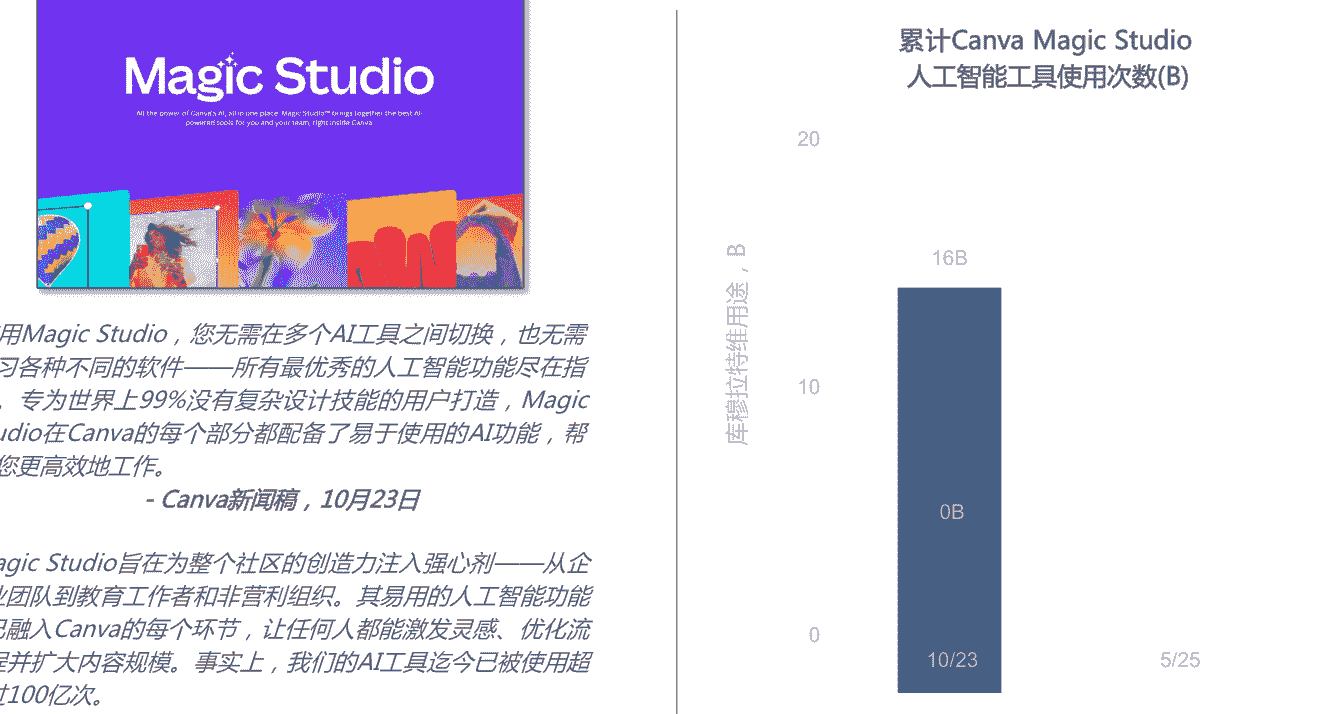 Magic Studio
All the power of Canva's AI, all in one place. Magic Studio™ brings together the best AI-
powered tools for you and your team, right inside Canva
用Magic Studio，您无需在多个AI工具之间切换，也无需
习各种不同的软件——所有最优秀的人工智能功能尽在指
。专为世界上99%没有复杂设计技能的用户打造，Magic
udio在Canva的每个部分都配备了易于使用的AI功能，帮
您更高效地工作。
- Canva新闻稿，10月23日
agic Studio旨在为整个社区的创造力注入强心剂——从企
业团队到教育工作者和非营利组织。其易用的人工智能功能
已融入Canva的每个环节，让任何人都能激发灵感、优化流
程并扩大内容规模。事实上，我们的AI工具迄今已被使用超
过100亿次。
累计Canva Magic Studio
人工智能工具使用次数(B)
库穆拉特维用途，B
20
10
0
16B
0B
10/23
5/25